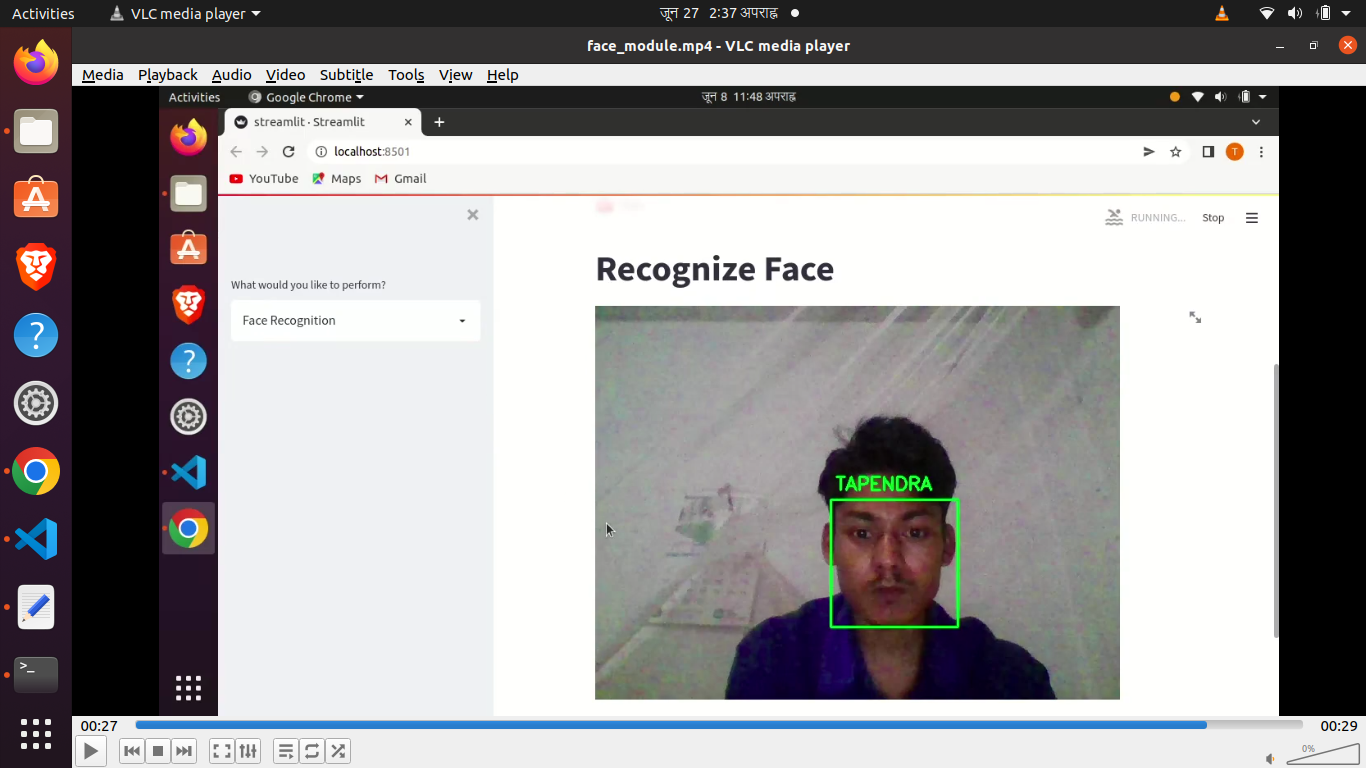 Activities VLC media player जून 27 2:37 अपराह्न
face_module.mp4 - VLC media player
Media Playback Audio Video Subtitle Tools View Help
Activities Google Chrome जून 8 11:48 अपराह्न
streamlit · Streamlit
localhost:8501
T
YouTube Maps Gmail
RUNNING... Stop
Recognize Face
What would you like to perform?
Face Recognition
TAPENDRA
00:27 00:29
0%